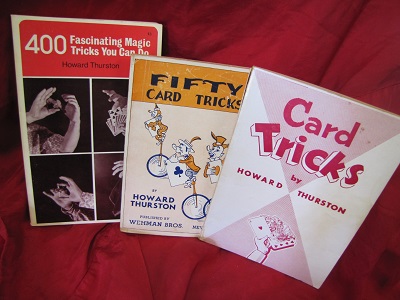 400 Fascinating Magic
Tricks You Can Do
Howard Thurston
FIFTY
CARD TRICKS
BY
HOWARD
THURSTON
PUBLISHED BY
WEHMAN BROS.
Card
Tricks
by
HOWARD THURSTON